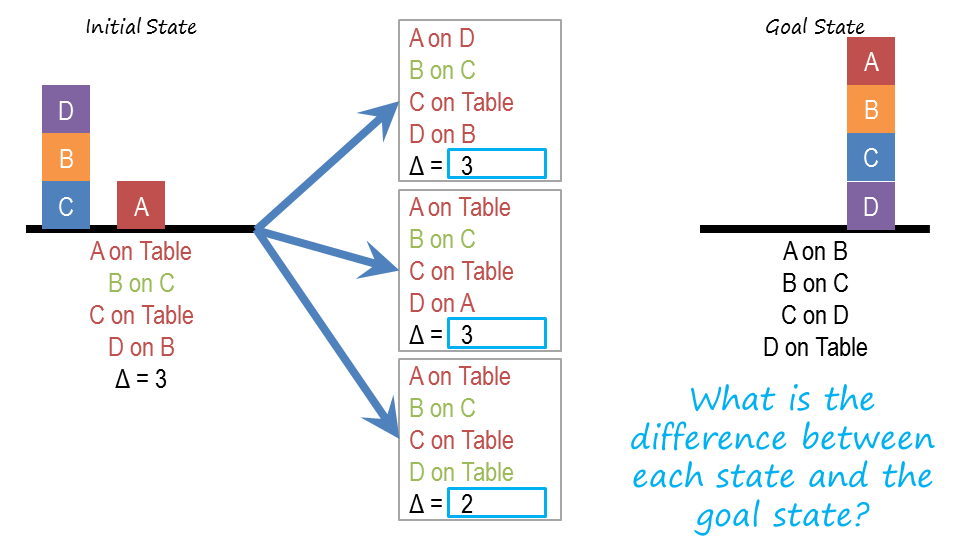 Initial State
D
B
C
A
A on Table
B on C
C on Table
D on B
Δ = 3
A on D
B on C
C on Table
D on B
Δ = 3
A on Table
B on C
C on Table
D on A
Δ = 3
A on Table
B on C
C on Table
D on Table
Δ = 2
Goal State
A
B
C
D
A on B
B on C
C on D
D on Table
What is the
difference between
each state and the
goal state?